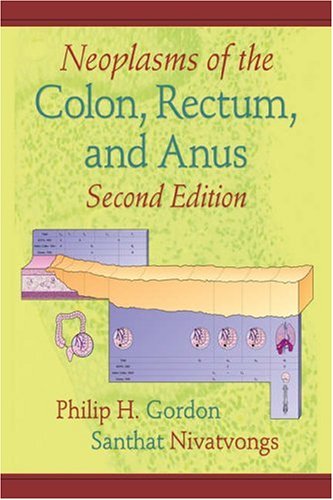 Neoplasms of the
Colon, Rectum,
and Anus
Second Edition
Philip H. Gordon
Santhat Nivatvongs